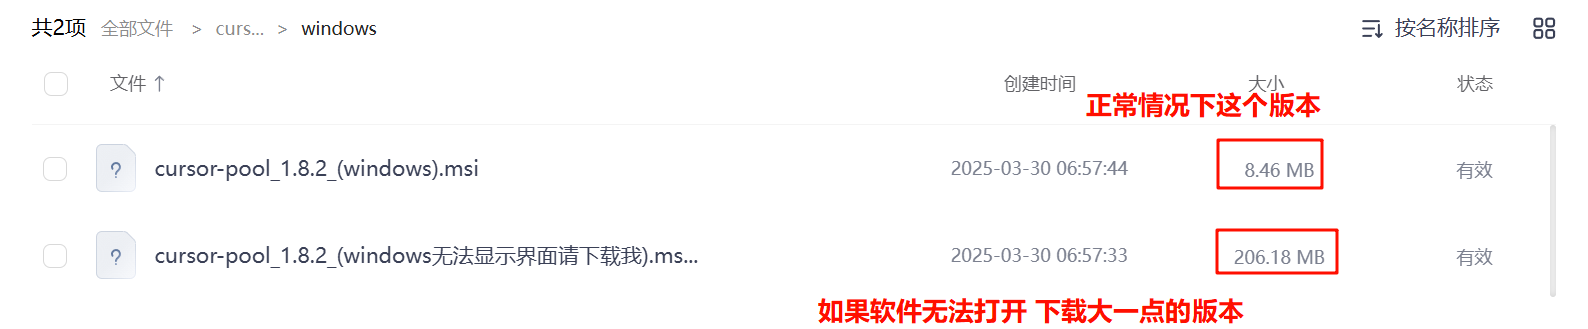 共2项 全部文件 > curs... > windows 按名称排序
文件 ↑ 创建时间 大小 状态
正常情况下这个版本
cursor-pool_1.8.2_(windows).msi 2025-03-30 06:57:44 8.46 MB 有效
cursor-pool_1.8.2_(windows无法显示界面请下载我).ms... 2025-03-30 06:57:33 206.18 MB 有效
如果软件无法打开 下载大一点的版本